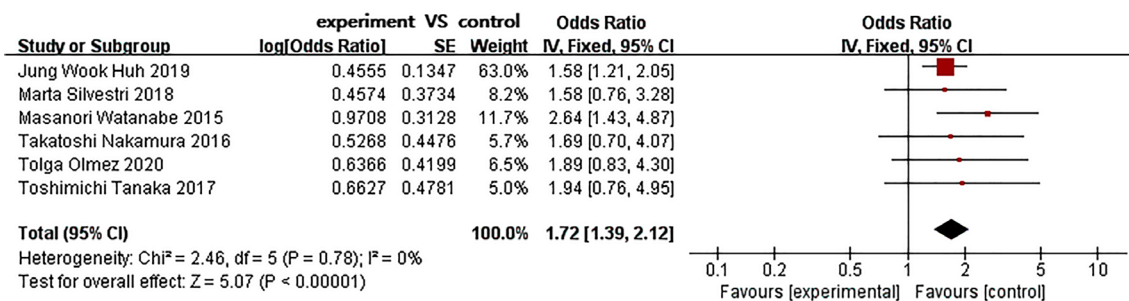 experiment VS control Odds Ratio Odds Ratio
Study or Subgroup log[Odds Ratio] SE Weight IV, Fixed, 95% CI IV, Fixed, 95% CI
Jung Wook Huh 2019 0.4555 0.1347 63.0% 1.58 [1.21, 2.05]
Marta Silvestri 2018 0.4574 0.3734 8.2% 1.58 [0.76, 3.28]
Masanori Watanabe 2015 0.9708 0.3128 11.7% 2.64 [1.43, 4.87]
Takatoshi Nakamura 2016 0.5268 0.4476 5.7% 1.69 [0.70, 4.07]
Tolga Olmez 2020 0.6366 0.4199 6.5% 1.89 [0.83, 4.30]
Toshimichi Tanaka 2017 0.6627 0.4781 5.0% 1.94 [0.76, 4.95]
Total (95% CI) 100.0% 1.72 [1.39, 2.12]
Heterogeneity: Chi² = 2.46, df = 5 (P = 0.78); I² = 0%
Test for overall effect: Z = 5.07 (P < 0.00001)
0.1 0.2 0.5 1 2 5 10
Favours [experimental] Favours [control]